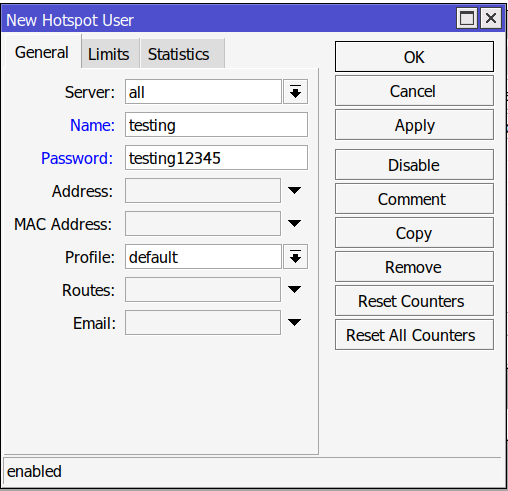 New Hotspot User
General Limits Statistics
Server: all
Name: testing
Password: testing12345
Address:
MAC Address:
Profile: default
Routes:
Email:
OK
Cancel
Apply
Disable
Comment
Copy
Remove
Reset Counters
Reset All Counters
enabled